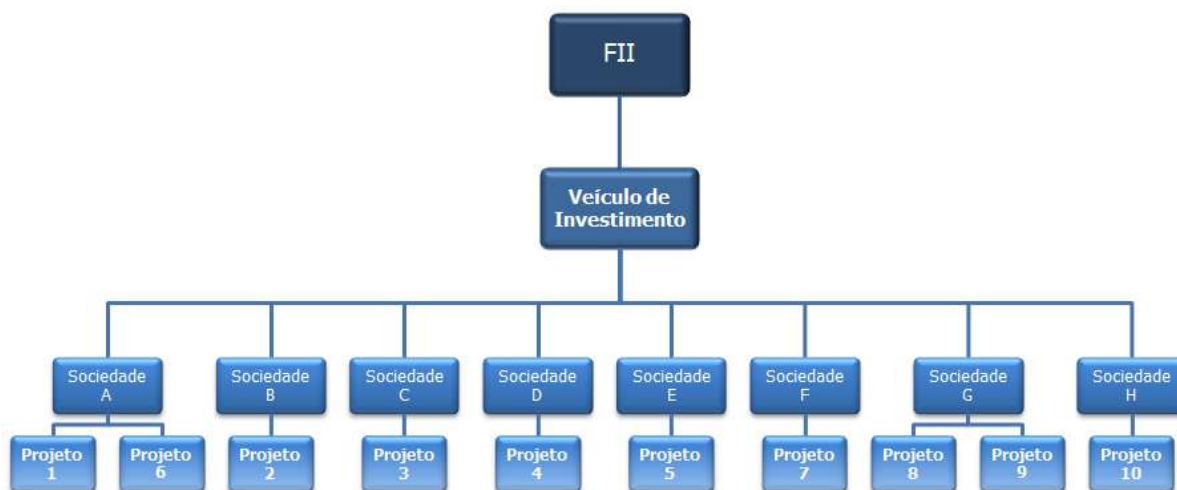 FII
Veículo de
Investimento
Sociedade
A
Sociedade
B
Sociedade
C
Sociedade
D
Sociedade
E
Sociedade
F
Sociedade
G
Sociedade
H
Projeto
1
Projeto
6
Projeto
2
Projeto
3
Projeto
4
Projeto
5
Projeto
7
Projeto
8
Projeto
9
Projeto
10